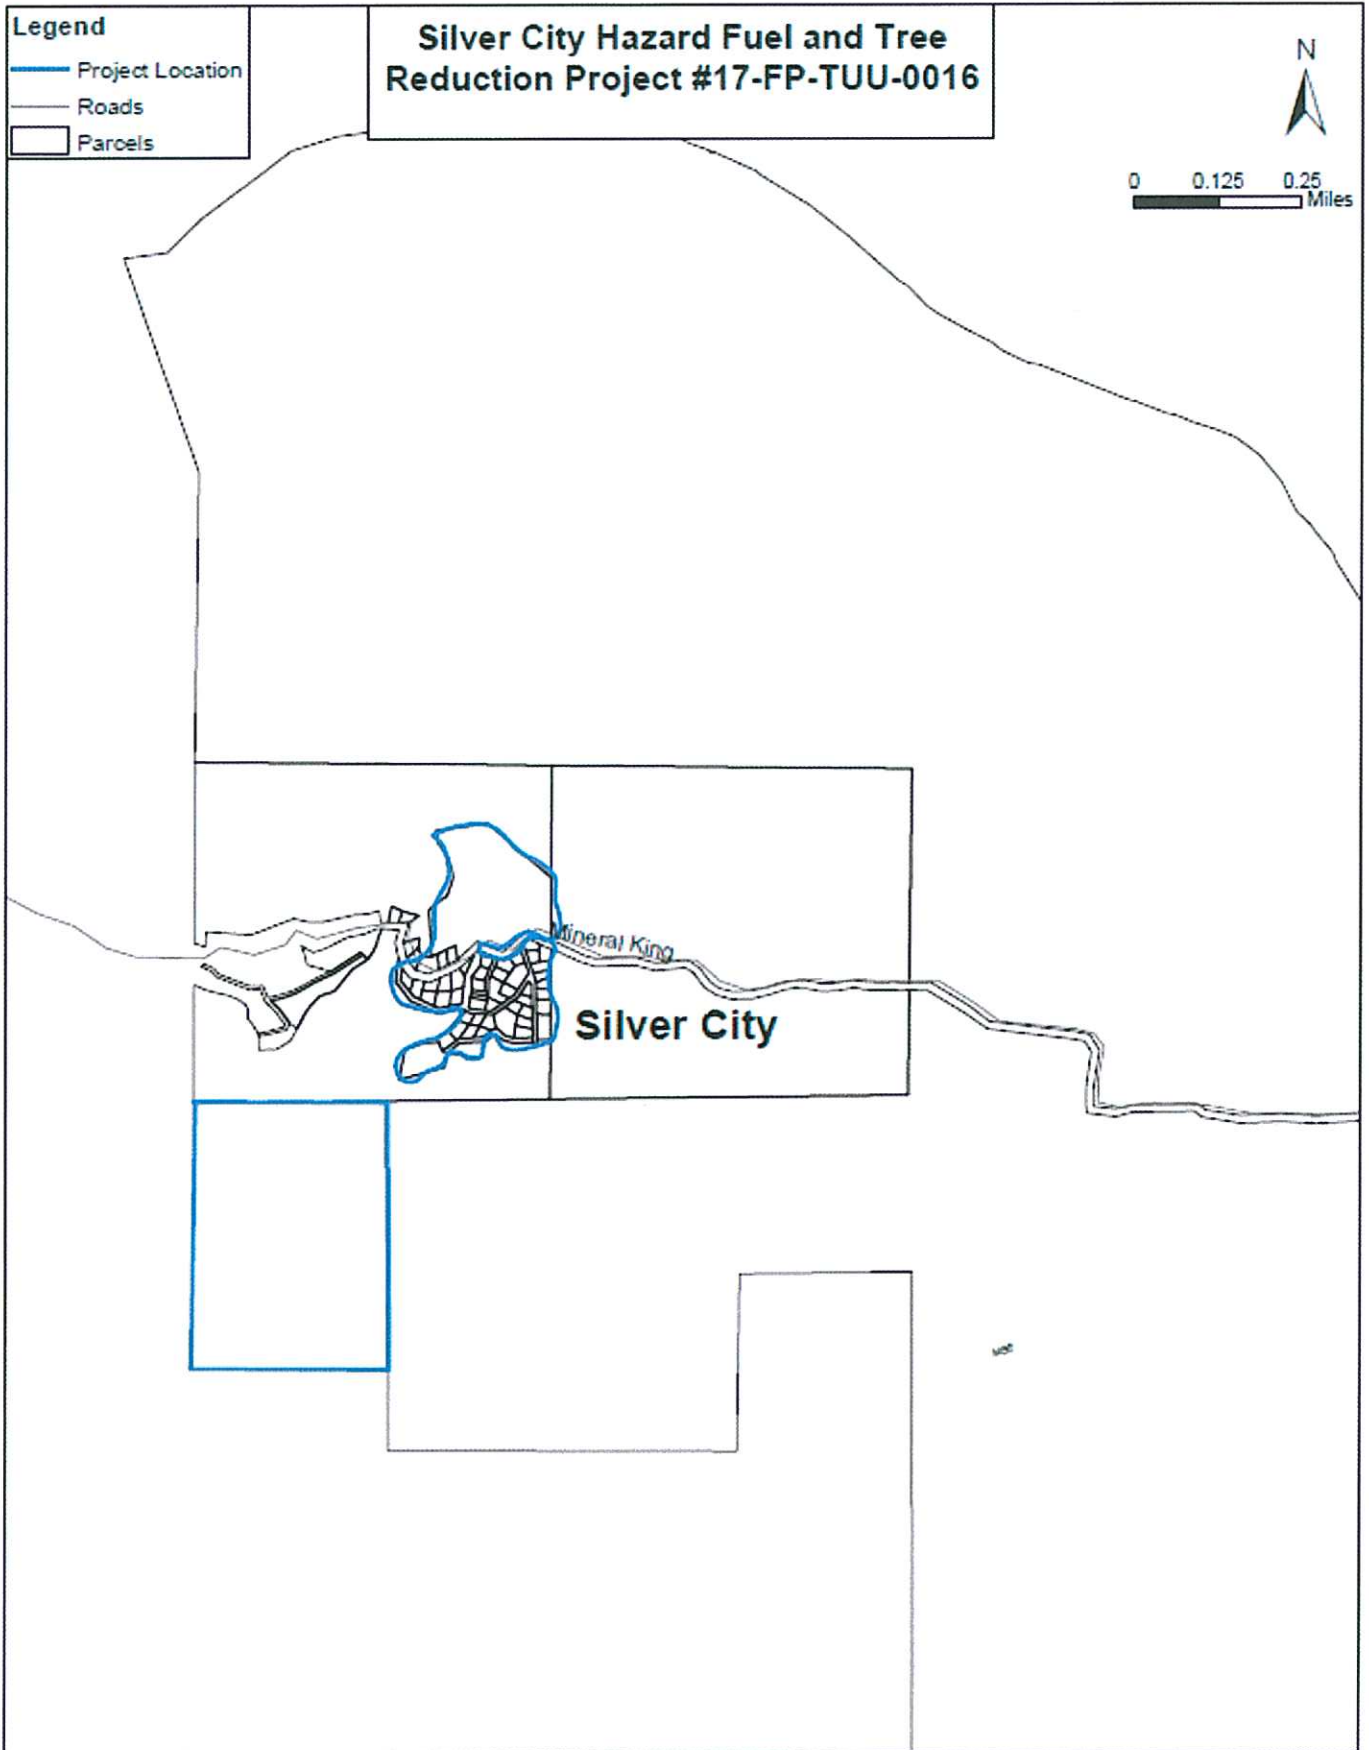 Legend
Project Location
Roads
Parcels
Silver City Hazard Fuel and Tree
Reduction Project #17-FP-TUU-0016
N
0 0.125 0.25
Miles
Mineral King
Silver City